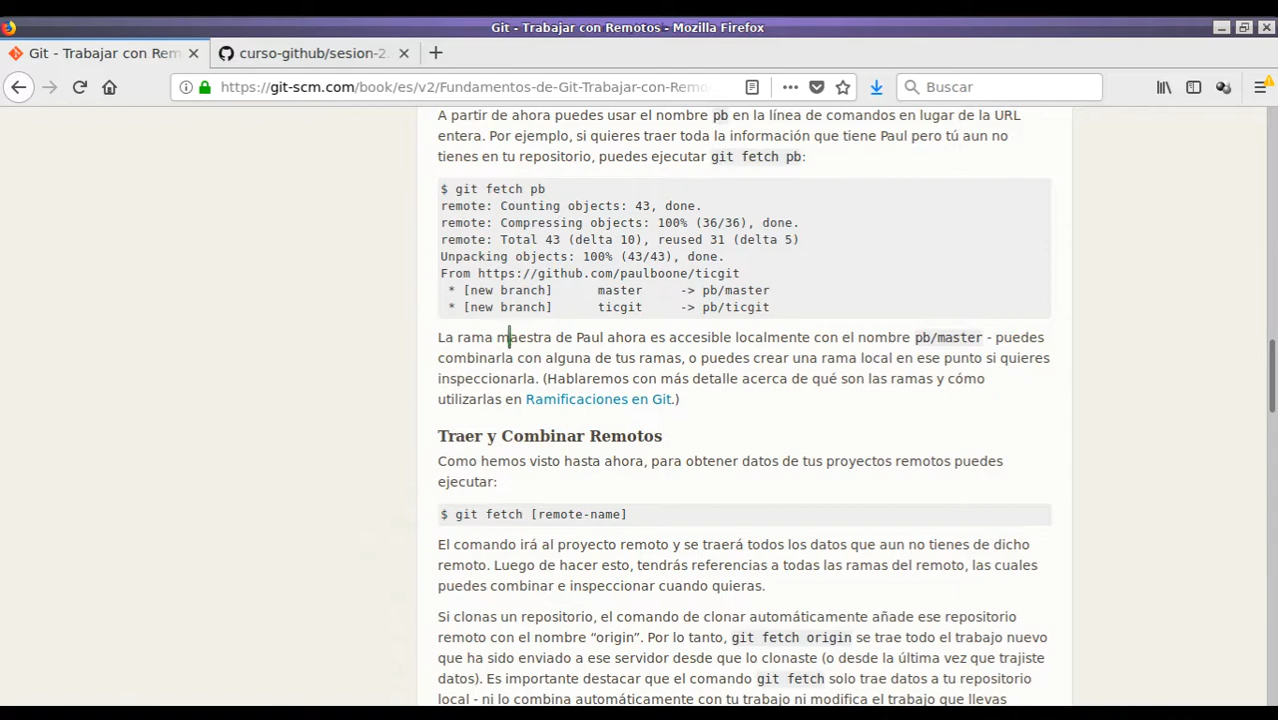 Git - Trabajar con Remotos - Mozilla Firefox
Git - Trabajar con Rem
curso-github/sesion-2.
https://git-scm.com/book/es/v2/Fundamentos-de-Git-Trabajar-con-Remo
Buscar
A partir de ahora puedes usar el nombre pb en la línea de comandos en lugar de la URL
entera. Por ejemplo, si quieres traer toda la información que tiene Paul pero tú aun no
tienes en tu repositorio, puedes ejecutar git fetch pb:
$ git fetch pb
remote: Counting objects: 43, done.
remote: Compressing objects: 100% (36/36), done.
remote: Total 43 (delta 10), reused 31 (delta 5)
Unpacking objects: 100% (43/43), done.
From https://github.com/paulboone/ticgit
* [new branch] master -> pb/master
* [new branch] ticgit -> pb/ticgit
La rama maestra de Paul ahora es accesible localmente con el nombre pb/master - puedes
combinarla con alguna de tus ramas, o puedes crear una rama local en ese punto si quieres
inspeccionarla. (Hablaremos con más detalle acerca de qué son las ramas y cómo
utilizarlas en Ramificaciones en Git.)
Traer y Combinar Remotos
Como hemos visto hasta ahora, para obtener datos de tus proyectos remotos puedes
ejecutar:
$ git fetch [remote-name]
El comando irá al proyecto remoto y se traerá todos los datos que aun no tienes de dicho
remoto. Luego de hacer esto, tendrás referencias a todas las ramas del remoto, las cuales
puedes combinar e inspeccionar cuando quieras.
Si clonas un repositorio, el comando de clonar automáticamente añade ese repositorio
remoto con el nombre “origin”. Por lo tanto, git fetch origin se trae todo el trabajo nuevo
que ha sido enviado a ese servidor desde que lo clonaste (o desde la última vez que trajiste
datos). Es importante destacar que el comando git fetch solo trae datos a tu repositorio
local - ni lo combina automáticamente con tu trabajo ni modifica el trabajo que llevas